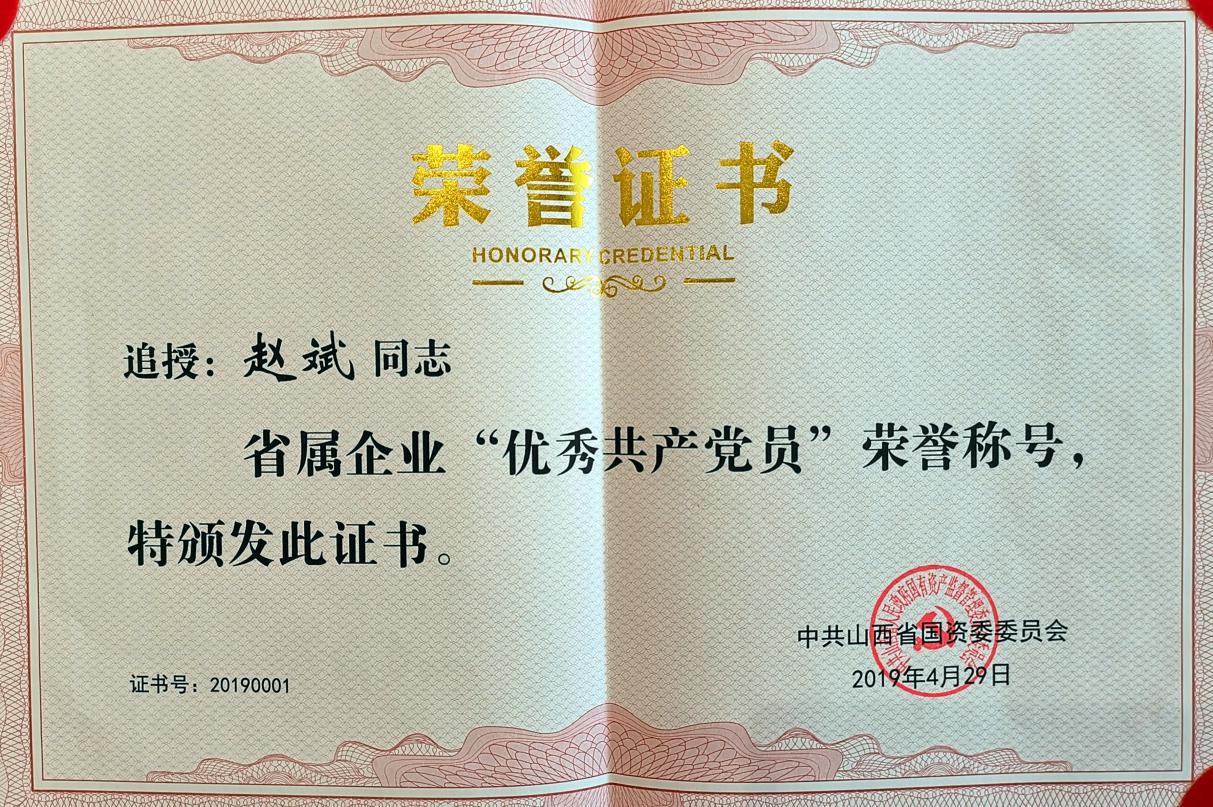 荣誉证书
HONORARY CREDENTIAL
追授：赵斌同志
省属企业“优秀共产党员”荣誉称号，
特颁发此证书。
中共山西省国资委委员会
2019年4月29日
证书号：20190001